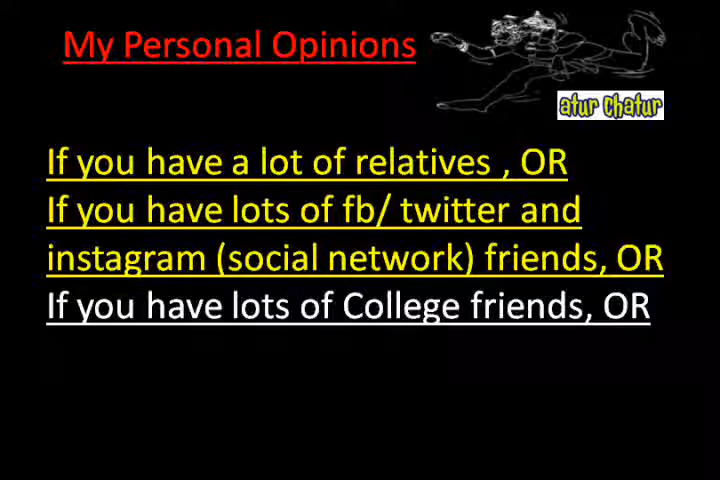 My Personal Opinions
atur chatur
If you have a lot of relatives , OR
If you have lots of fb/ twitter and
instagram (social network) friends, OR
If you have lots of College friends, OR